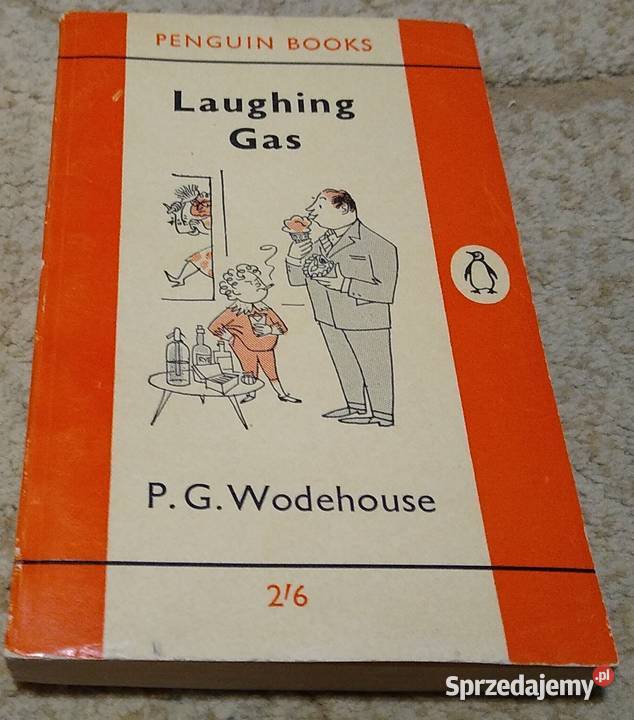 PENGUIN BOOKS
Laughing
Gas
P. G. Wodehouse
2'6
Sprzedajemy.pl